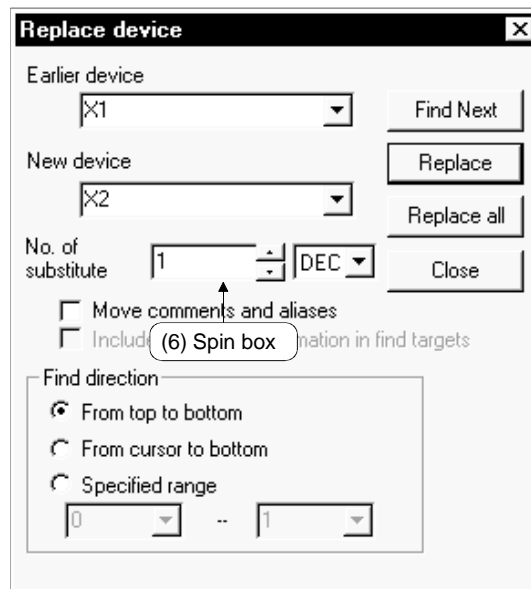 Replace device
Earlier device
X1
Find Next
New device
Replace
X2
Replace all
No. of
substitute
1
DEC
Close
Move comments and aliases
Include mation in find targets
(6) Spin box
Find direction
From top to bottom
From cursor to bottom
Specified range
0 -- 1